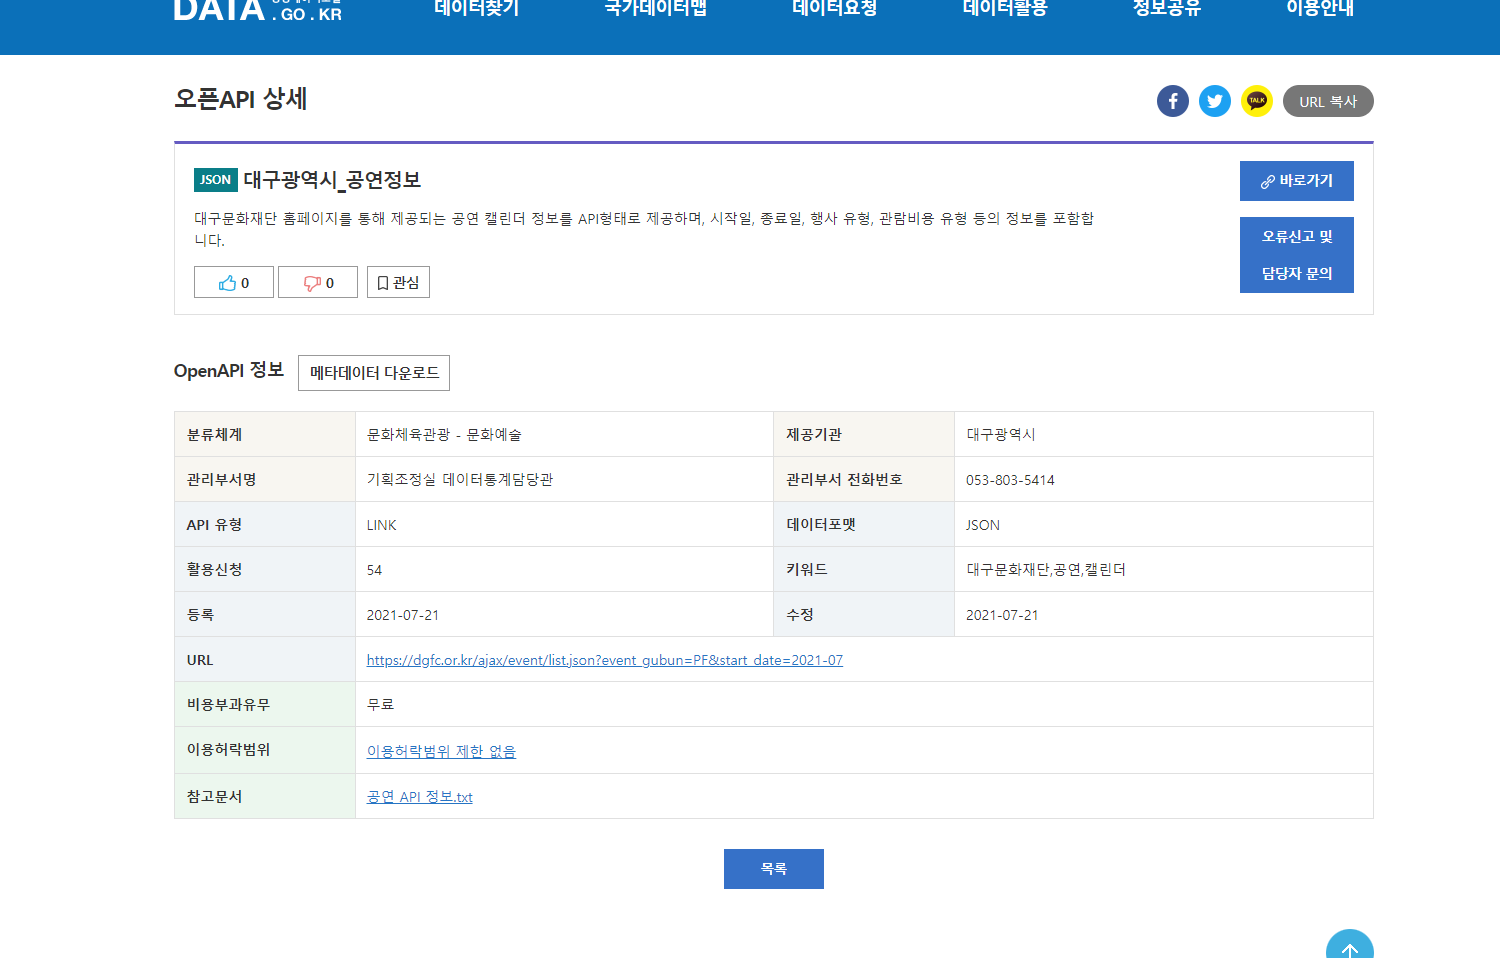 DATA
.GO.KR
데이터찾기 국가데이터맵 데이터요청 데이터활용 정보공유 이용안내
오픈API 상세
TALK
URL 복사
JSON 대구광역시_공연정보
바로가기
대구문화재단 홈페이지를 통해 제공되는 공연 캘린더 정보를 API형태로 제공하며, 시작일, 종료일, 행사 유형, 관람비용 유형 등의 정보를 포함합
니다.
오류신고 및
담당자 문의
0 0 관심
OpenAPI 정보 메타데이터 다운로드
분류체계 문화체육관광 - 문화예술 제공기관 대구광역시
관리부서명 기획조정실 데이터통계담당관 관리부서 전화번호 053-803-5414
API 유형 LINK 데이터포맷 JSON
활용신청 54 키워드 대구문화재단,공연,캘린더
등록 2021-07-21 수정 2021-07-21
URL https://dgfc.or.kr/ajax/event/list.json?event_gubun=PF&start_date=2021-07
비용부과유무 무료
이용허락범위 이용허락범위 제한 없음
참고문서 공연 API 정보.txt
목록